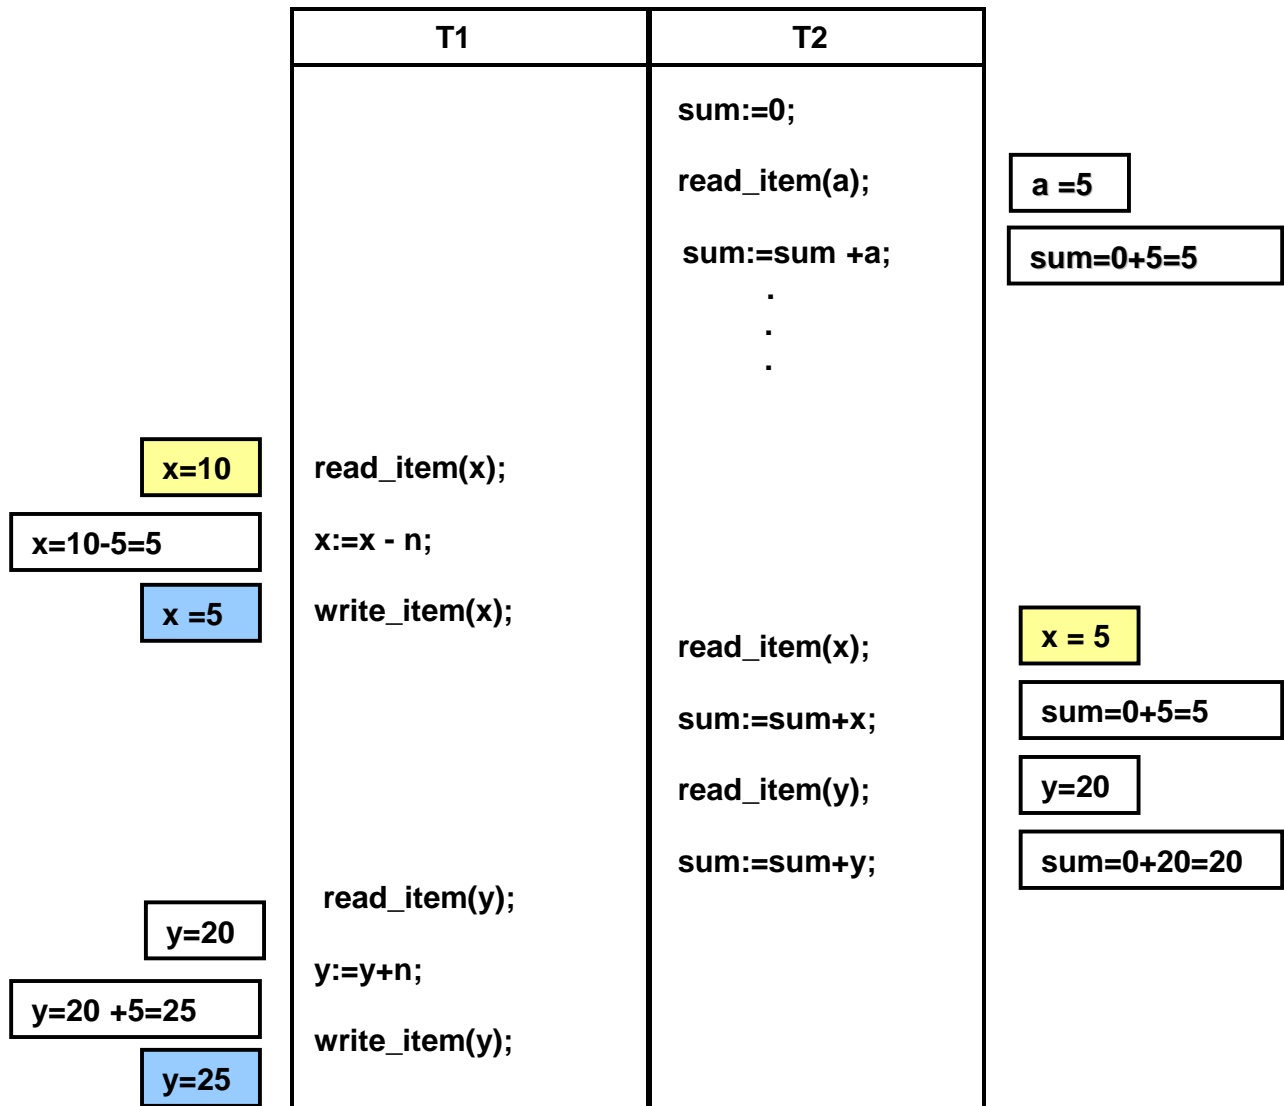 T1 T2
sum:=0;
read_item(a); a =5
sum:=sum +a; sum=0+5=5
.
.
.
x=10 read_item(x);
x=10-5=5 x:=x - n;
x =5 write_item(x);
read_item(x); x = 5
sum:=sum+x; sum=0+5=5
read_item(y); y=20
sum:=sum+y; sum=0+20=20
read_item(y);
y=20
y:=y+n;
y=20 +5=25
write_item(y);
y=25